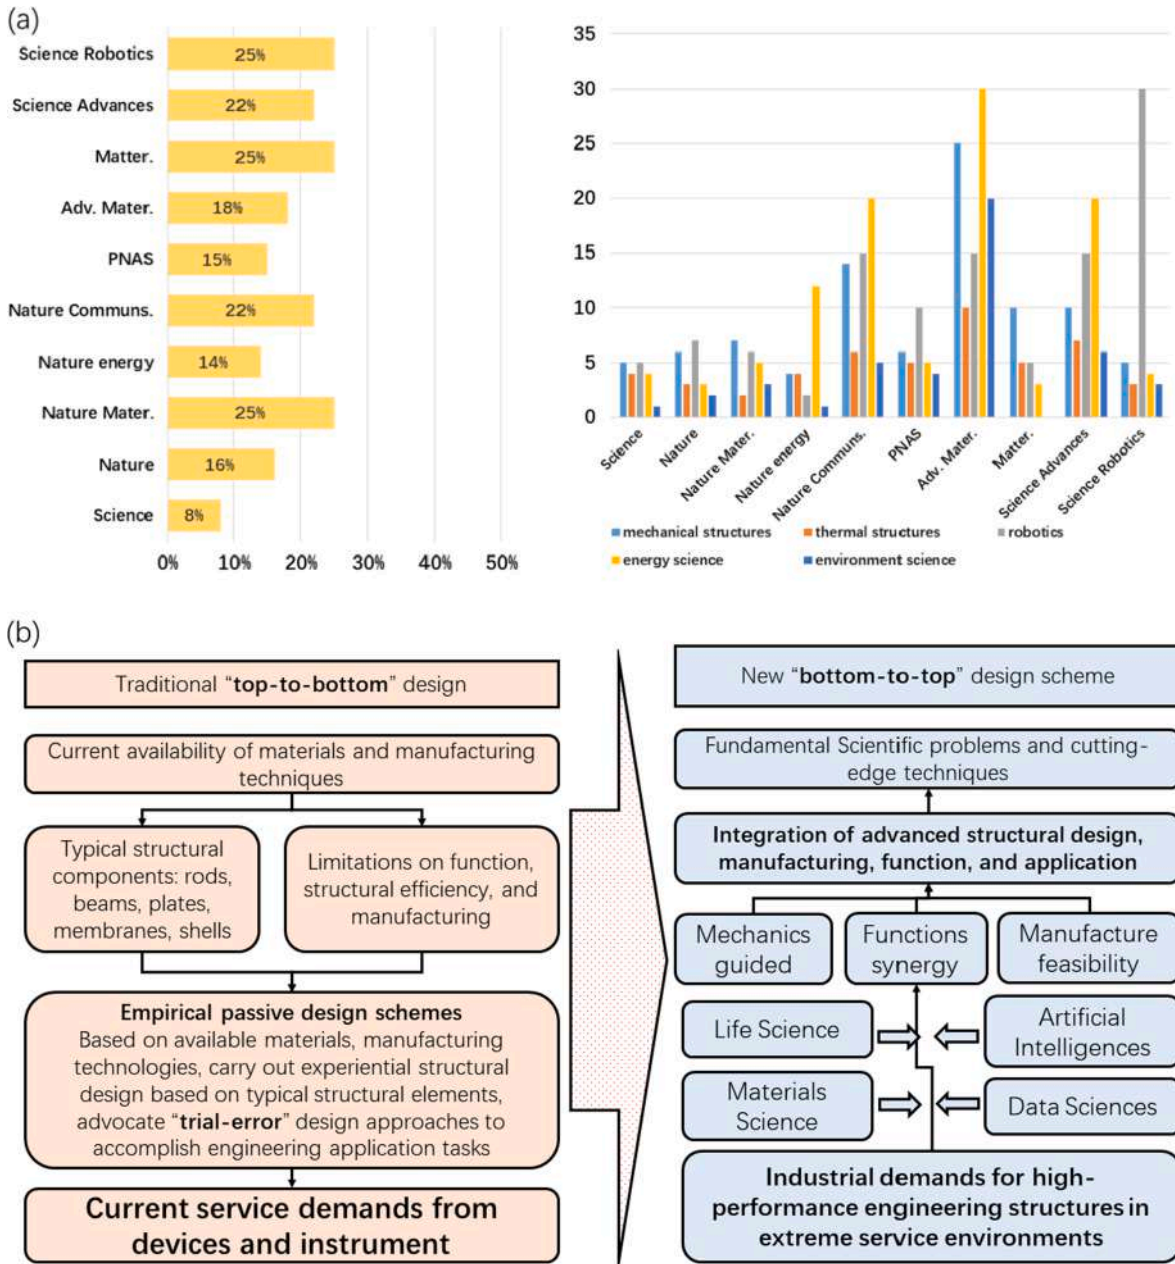 (a)
Science Robotics
25%
Science Advances
22%
Matter.
25%
Adv. Mater.
18%
PNAS
15%
Nature Communs.
22%
Nature energy
14%
Nature Mater.
25%
Nature
16%
Science
8%
0% 10% 20% 30% 40% 50%
35
30
25
20
15
10
5
0
Science
Nature
Nature Mater.
Nature energy
Nature Communs.
PNAS
Adv. Mater.
Matter.
Science Advances
Science Robotics
mechanical structures
thermal structures
robotics
energy science
environment science
(b)
Traditional “top-to-bottom” design
Current availability of materials and manufacturing
techniques
Typical structural
components: rods,
beams, plates,
membranes, shells
Limitations on function,
structural efficiency, and
manufacturing
Empirical passive design schemes
Based on available materials, manufacturing
technologies, carry out experiential structural
design based on typical structural elements,
advocate “trial-error” design approaches to
accomplish engineering application tasks
Current service demands from
devices and instrument
New “bottom-to-top” design scheme
Fundamental Scientific problems and cutting-
edge techniques
Integration of advanced structural design,
manufacturing, function, and application
Mechanics
guided
Functions
synergy
Manufacture
feasibility
Life Science
Artificial
Intelligences
Materials
Science
Data Sciences
Industrial demands for high-
performance engineering structures in
extreme service environments